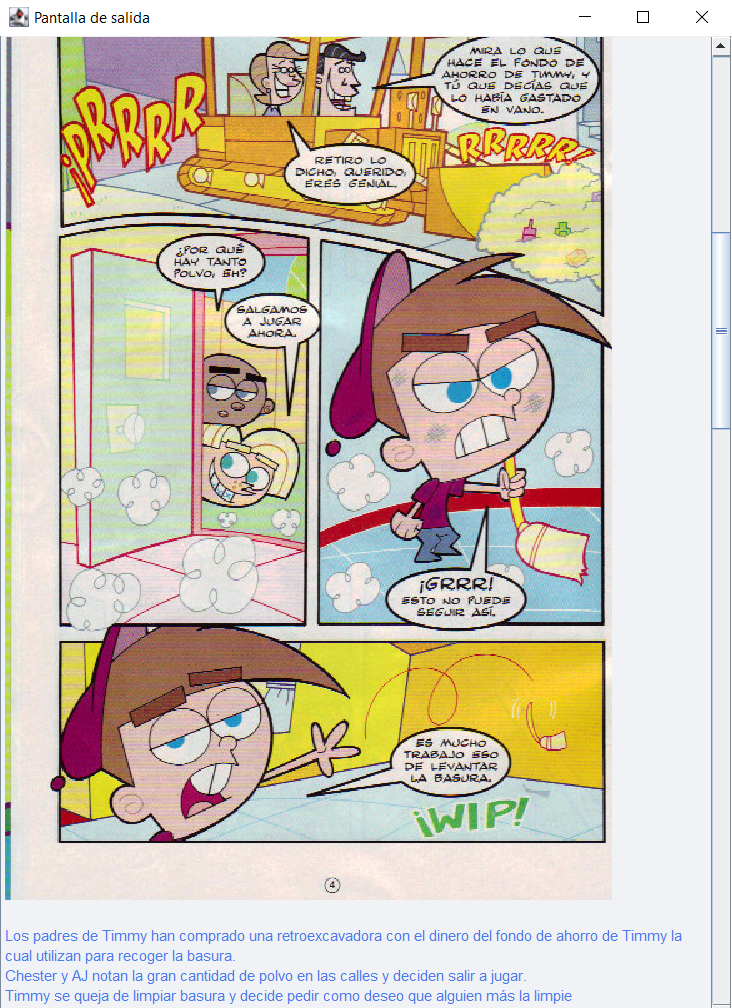 Pantalla de salida
MIRA LO QUE
HACE EL FONDO DE
AHORRO DE TIMMY, Y
TÚ QUE DECÍAS QUE
LO HABÍA GASTADO
EN VANO.
¡PRRRR
RRRRR!
RETIRO LO
DICHO, QUERIDO,
ERES GENIAL.
¿POR QUÉ
HAY TANTO
POLVO, EH?
SALGAMOS
A JUGAR
AHORA.
¡GRRR!
ESTO NO PUEDE
SEGUIR ASÍ.
ES MUCHO
TRABAJO ESO
DE LEVANTAR
LA BASURA.
¡WIP!
4
Los padres de Timmy han comprado una retroexcavadora con el dinero del fondo de ahorro de Timmy la
cual utilizan para recoger la basura.
Chester y AJ notan la gran cantidad de polvo en las calles y deciden salir a jugar.
Timmy se queja de limpiar basura y decide pedir como deseo que alguien más la limpie